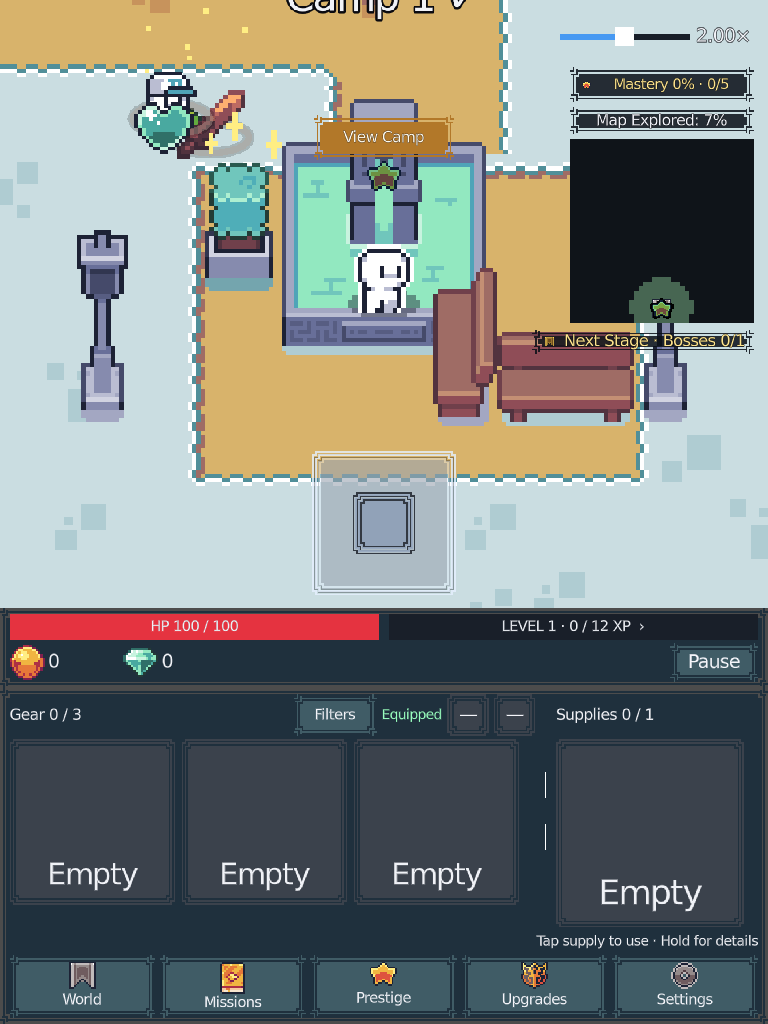 Camp 1 ✓
2.00×
Mastery 0% · 0/5
Map Explored: 7%
View Camp
Next Stage · Bosses 0/1
HP 100 / 100
LEVEL 1 · 0 / 12 XP ›
0
0
Pause
Gear 0 / 3
Filters
Equipped
—
—
Supplies 0 / 1
Empty
Empty
Empty
Empty
Tap supply to use · Hold for details
World
Missions
Prestige
Upgrades
Settings